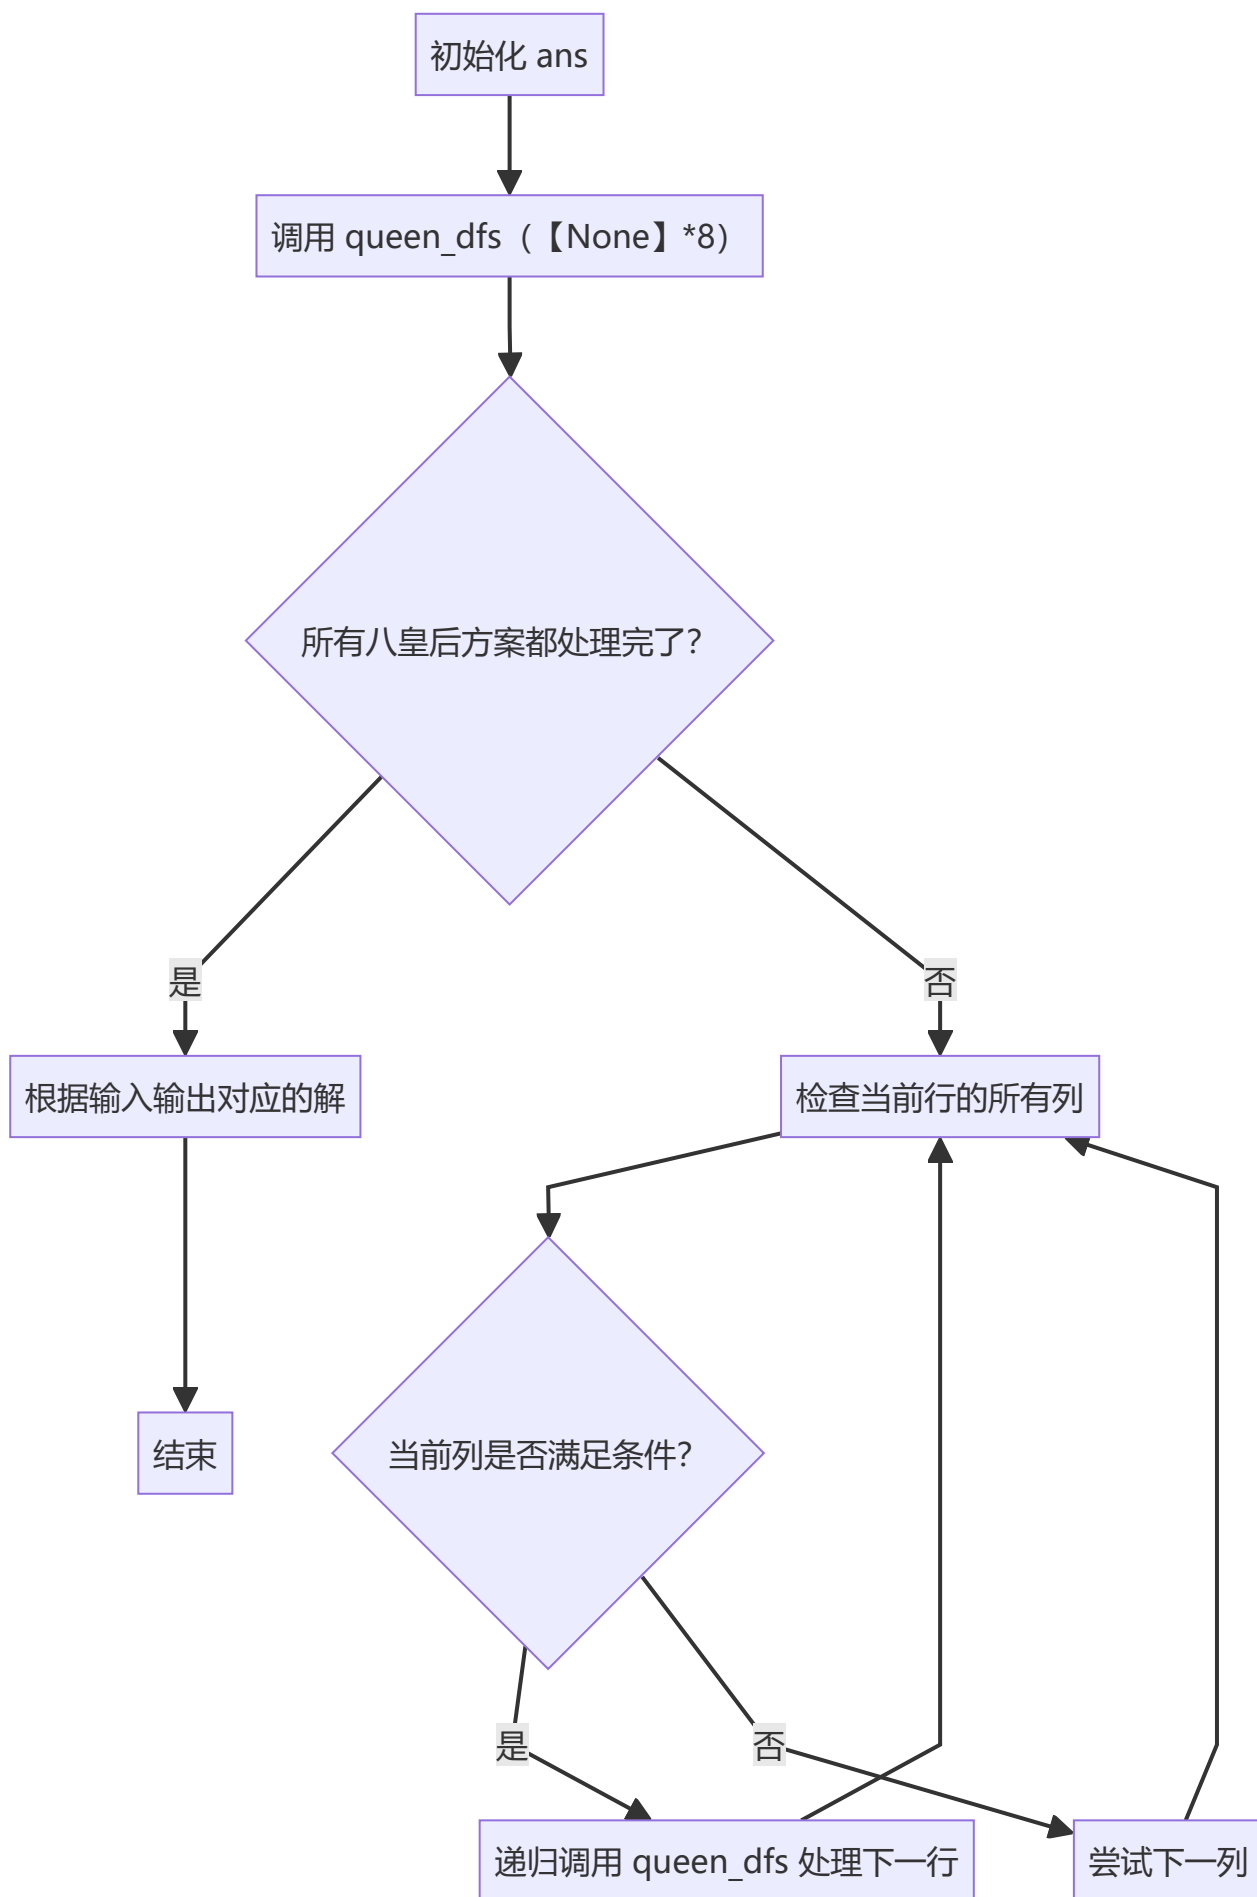 初始化 ans
调用 queen_dfs（【None】*8）
所有八皇后方案都处理完了？
是
否
根据输入输出对应的解
检查当前行的所有列
结束
当前列是否满足条件？
是
否
递归调用 queen_dfs 处理下一行
尝试下一列